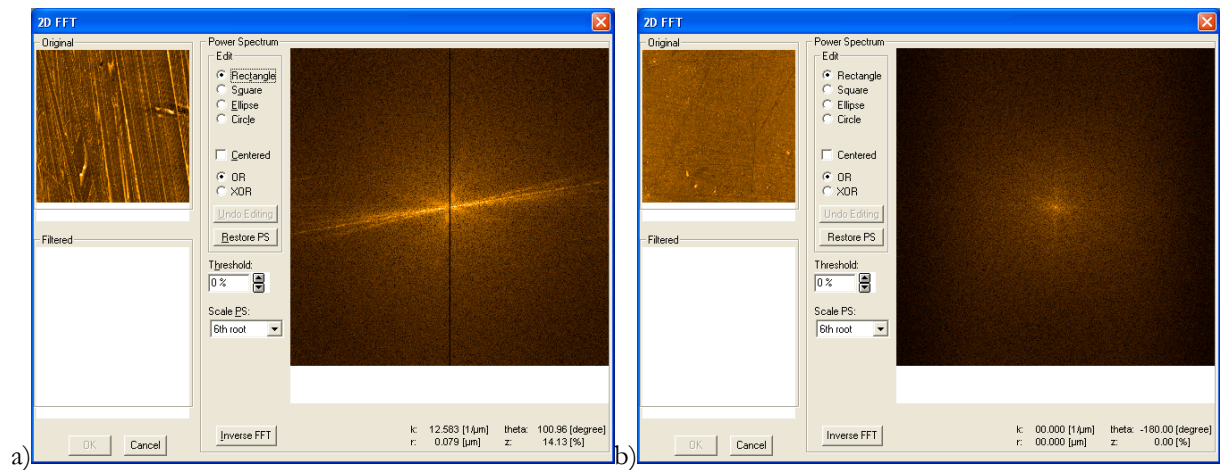 2D FFT
Original
Power Spectrum
Edit
Rectangle
Square
Ellipse
Circle
Centered
OR
XOR
Undo Editing
Restore PS
Filtered
Threshold:
0 %
Scale PS:
6th root
Inverse FFT
k: 12.583 [1/µm] theta: 100.96 [degree]
r: 0.079 [µm] z: 14.13 [%]
OK Cancel
a)
2D FFT
Original
Power Spectrum
Edit
Rectangle
Square
Ellipse
Circle
Centered
OR
XOR
Undo Editing
Restore PS
Filtered
Threshold:
0 %
Scale PS:
6th root
Inverse FFT
k: 00.000 [1/µm] theta: -180.00 [degree]
r: 00.000 [µm] z: 0.00 [%]
OK Cancel
b)